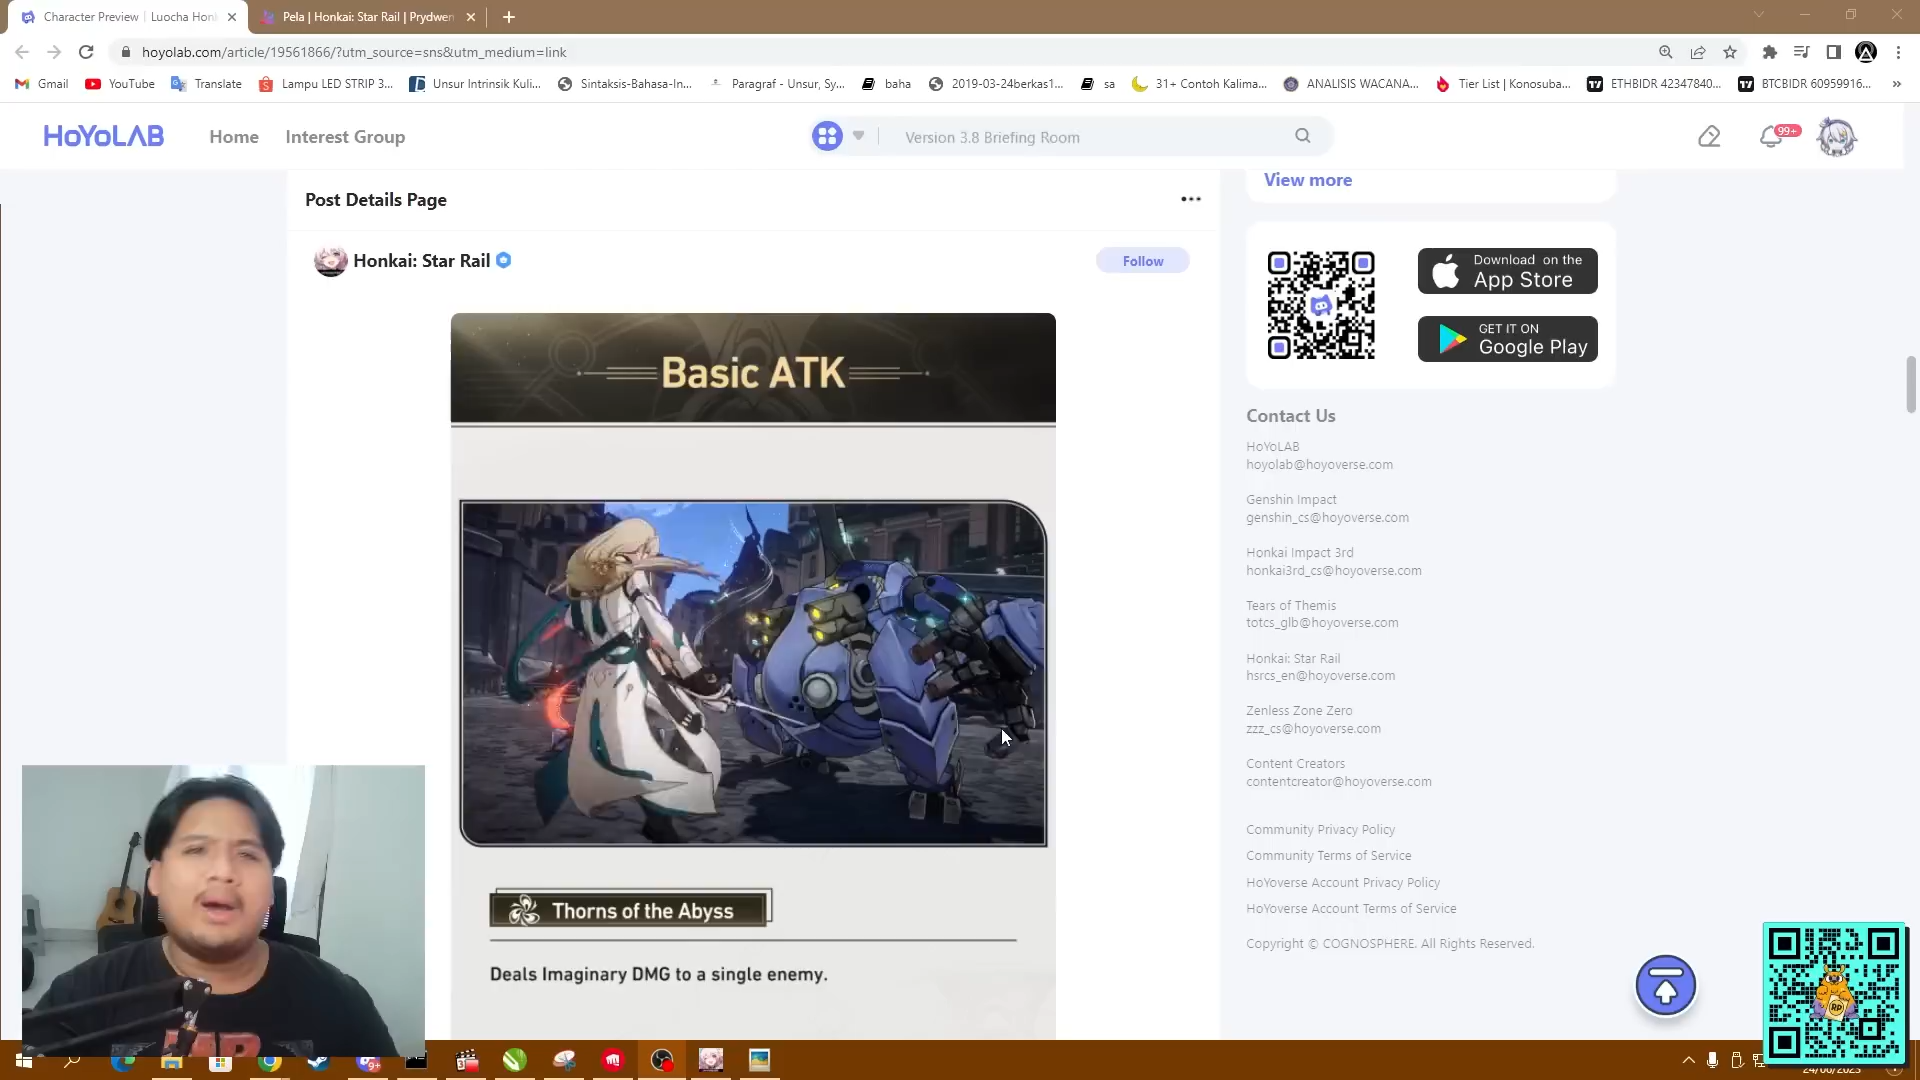 Character Preview | Luocha Honk
Pela | Honkai: Star Rail | Prydwen
hoyolab.com/article/19561866/?utm_source=sns&utm_medium=link
Gmail
YouTube
Translate
Lampu LED STRIP 3...
Unsur Intrinsik Kuli...
Sintaksis-Bahasa-In...
Paragraf - Unsur, Sy...
baha
2019-03-24berkas1...
sa
31+ Contoh Kalima...
ANALISIS WACANA...
Tier List | Konosuba...
ETHBIDR 42347840...
BTCBIDR 60959916...
HoYoLAB
Home
Interest Group
Version 3.8 Briefing Room
99+
View more
Post Details Page
Honkai: Star Rail
Follow
Download on the
App Store
GET IT ON
Google Play
Basic ATK
Contact Us
HoYoLAB
hoyolab@hoyoverse.com
Genshin Impact
genshin_cs@hoyoverse.com
Honkai Impact 3rd
honkai3rd_cs@hoyoverse.com
Tears of Themis
totcs_glb@hoyoverse.com
Honkai: Star Rail
hsrcs_en@hoyoverse.com
Zenless Zone Zero
zzz_cs@hoyoverse.com
Content Creators
contentcreator@hoyoverse.com
Community Privacy Policy
Community Terms of Service
HoYoverse Account Privacy Policy
HoYoverse Account Terms of Service
Copyright © COGNOSPHERE. All Rights Reserved.
Thorns of the Abyss
Deals Imaginary DMG to a single enemy.
24/06/2023